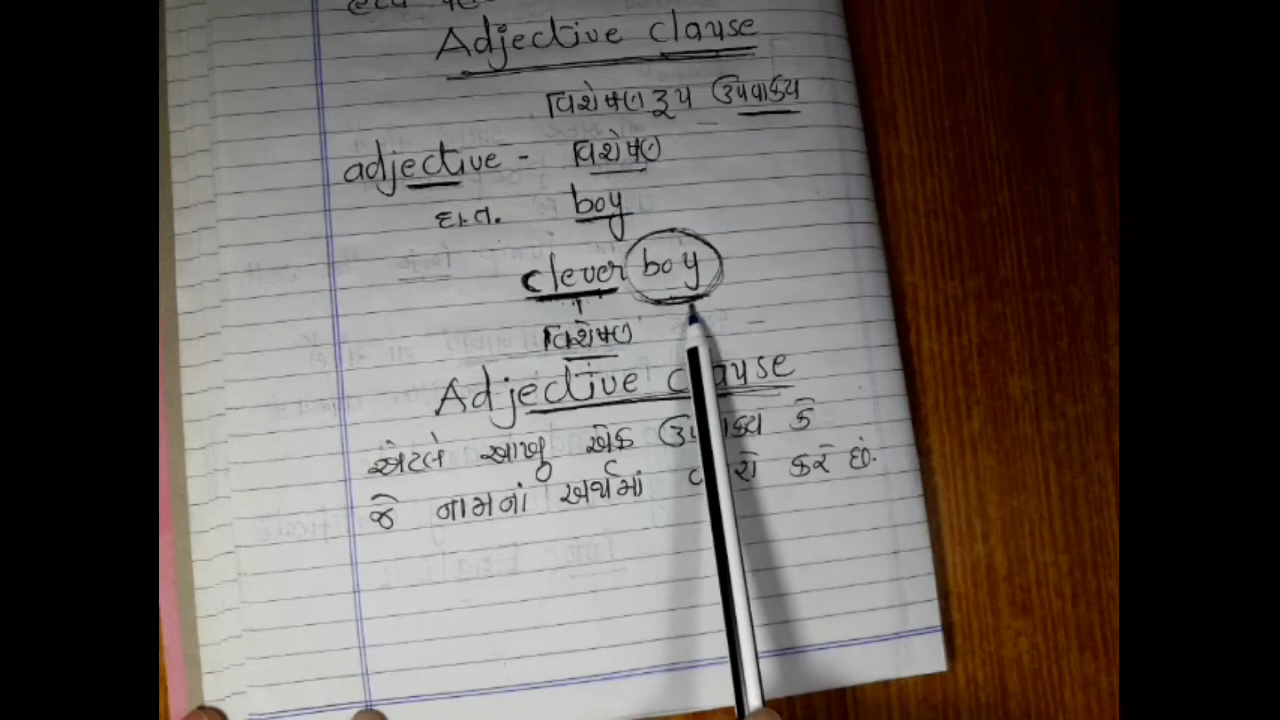 Adjective clause
વિશેષણ રૂપ ઉપવાક્ય
adjective - વિશેષણ
દા.ત. boy
clever boy
વિશેષણ
Adjective clause
એટલે આખુ એક ઉપવાક્ય કે
જે નામનાં અર્થમાં કરે છે.